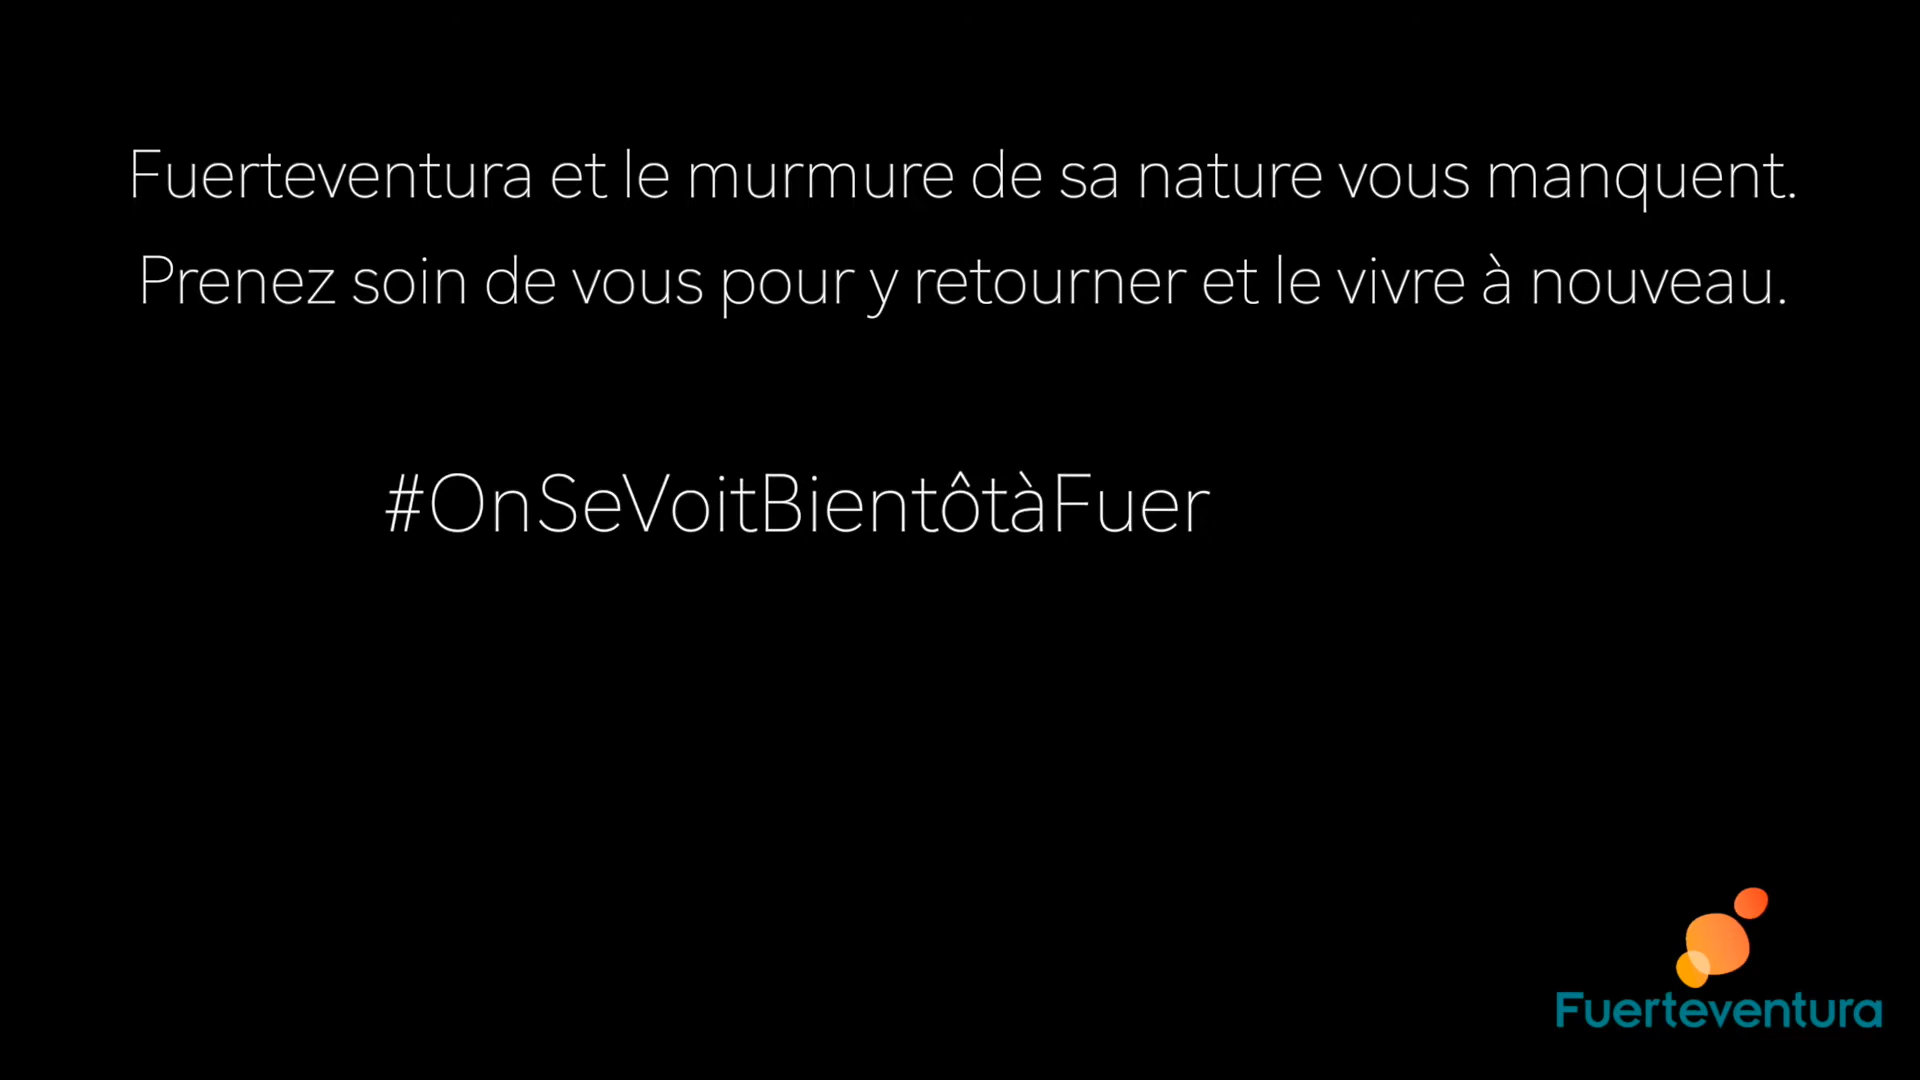 Fuerteventura et le murmure de sa nature vous manquent.
Prenez soin de vous pour y retourner et le vivre à nouveau.
#OnSeVoitBientôtàFuer
Fuerteventura